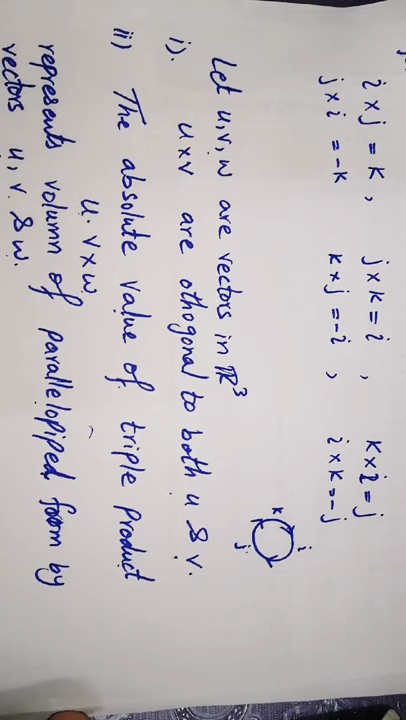 i x j = k , j x k = i , k x i = j
j x i = -k k x j = -i , i x k = -j
k i
j
Let u, v, w are vectors in ℝ³
i). u x v are othogonal to both u & v.
ii) The absolute value of triple product
u . v x w
represents volumn of parallelopiped form by
vectors u, v & w.